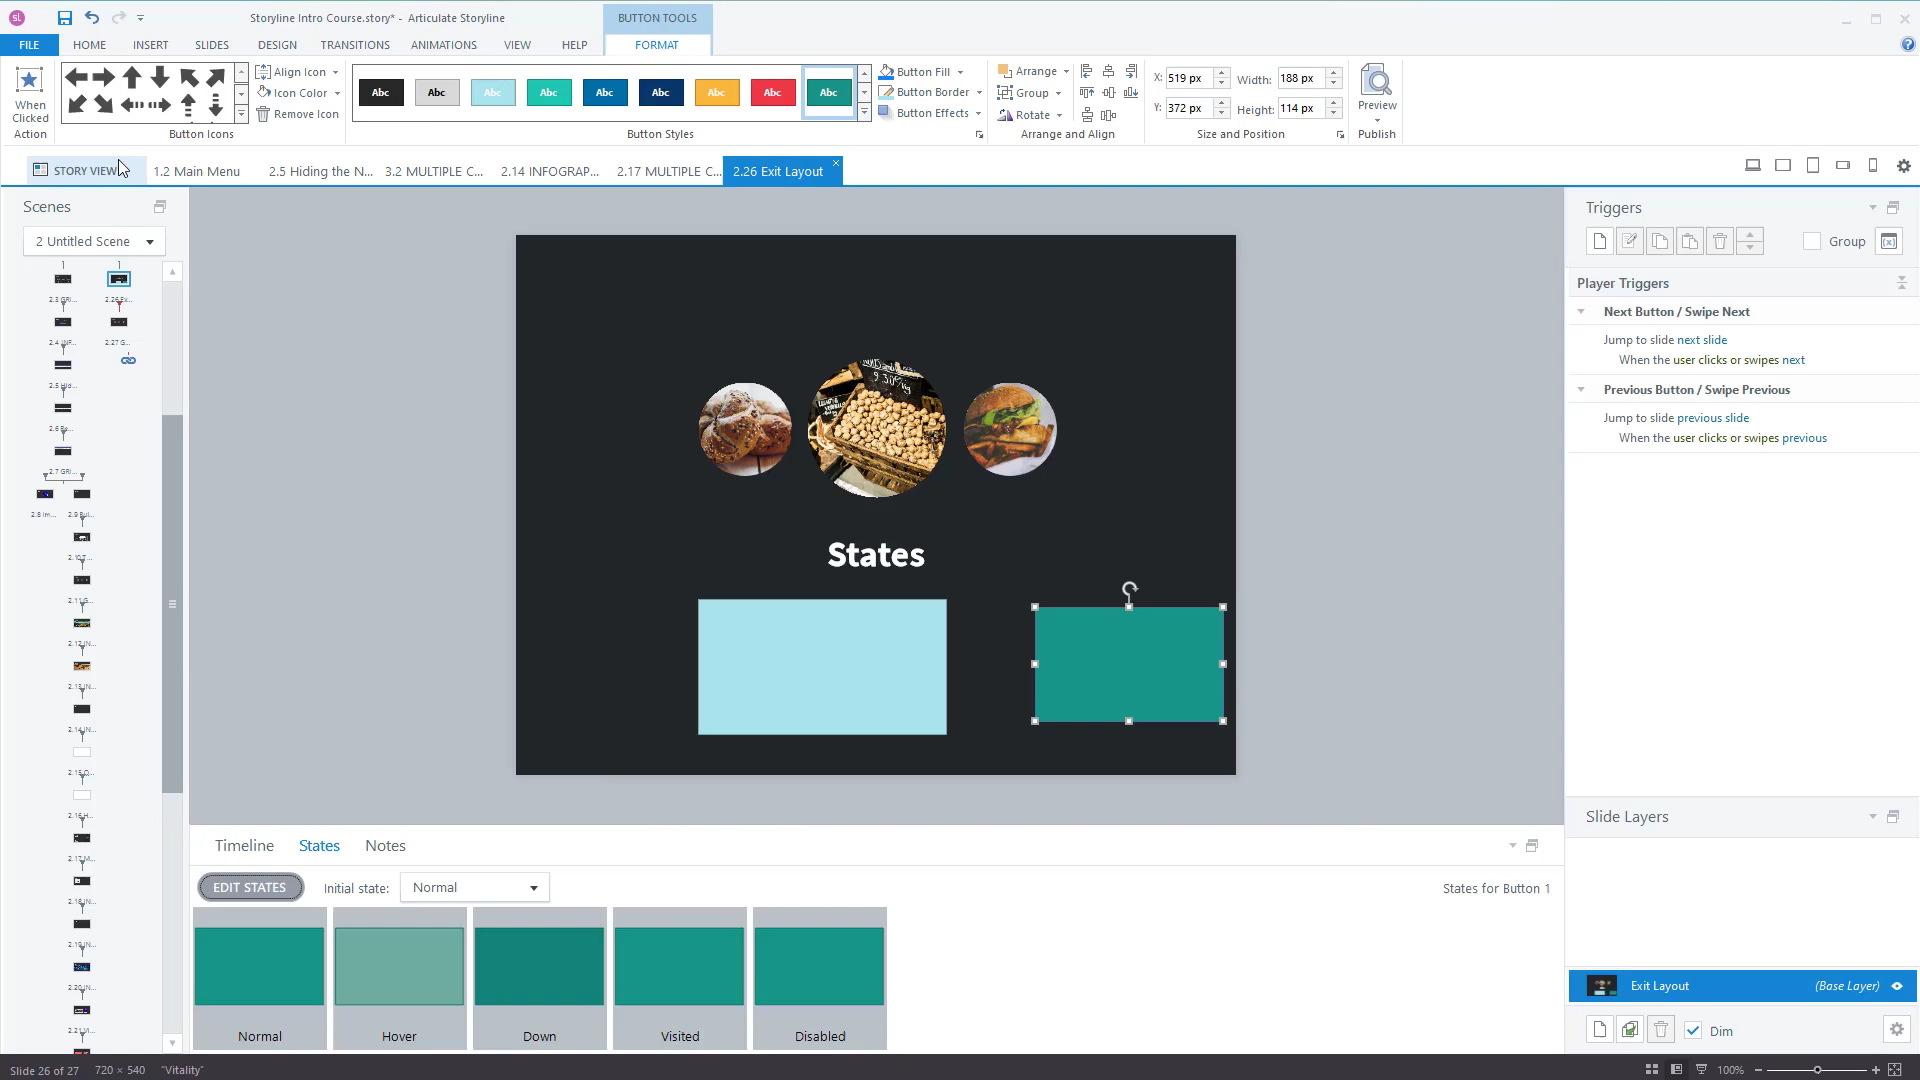 Storyline Intro Course.story* - Articulate Storyline
BUTTON TOOLS
FILE
HOME
INSERT
SLIDES
DESIGN
TRANSITIONS
ANIMATIONS
VIEW
HELP
FORMAT
When
Clicked
Action
Align Icon
Icon Color
Remove Icon
Button Icons
Abc
Abc
Abc
Abc
Abc
Abc
Abc
Abc
Abc
Button Styles
Button Fill
Button Border
Button Effects
Arrange
Group
Rotate
Arrange and Align
X: 519 px
Width: 188 px
Y: 372 px
Height: 114 px
Size and Position
Preview
Publish
STORY VIEW
1.2 Main Menu
2.5 Hiding the N...
3.2 MULTIPLE C...
2.14 INFOGRAP...
2.17 MULTIPLE C...
2.26 Exit Layout
Scenes
2 Untitled Scene
States
Timeline
States
Notes
EDIT STATES
Initial state:
Normal
States for Button 1
Normal
Hover
Down
Visited
Disabled
Triggers
Group
Player Triggers
Next Button / Swipe Next
Jump to slide next slide
When the user clicks or swipes next
Previous Button / Swipe Previous
Jump to slide previous slide
When the user clicks or swipes previous
Slide Layers
Exit Layout
(Base Layer)
Dim
Slide 26 of 27
720 × 540
"Vitality"
100%